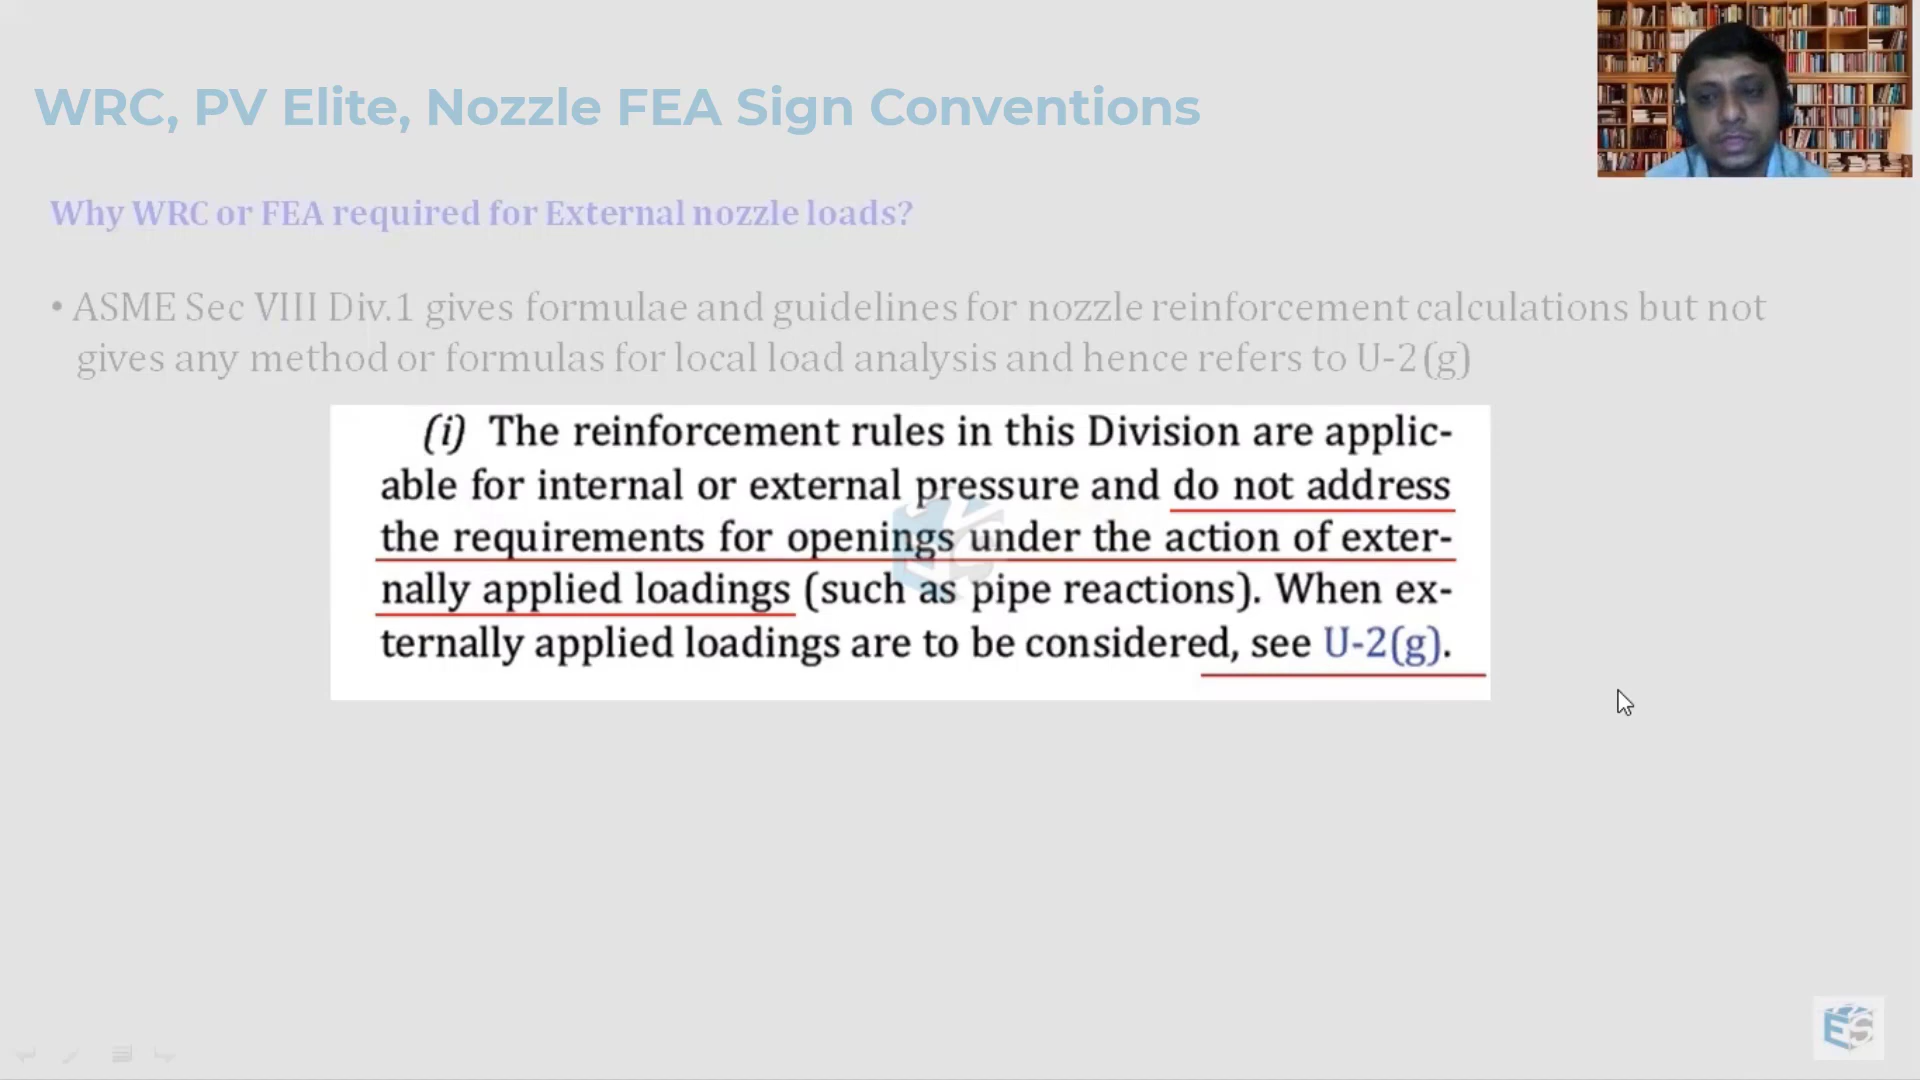 WRC, PV Elite, Nozzle FEA Sign Conventions
Why WRC or FEA required for External nozzle loads?
• ASME Sec VIII Div.1 gives formulae and guidelines for nozzle reinforcement calculations but not
gives any method or formulas for local load analysis and hence refers to U-2(g)
(i) The reinforcement rules in this Division are applic-
able for internal or external pressure and do not address
the requirements for openings under the action of exter-
nally applied loadings (such as pipe reactions). When ex-
ternally applied loadings are to be considered, see U-2(g).
ES